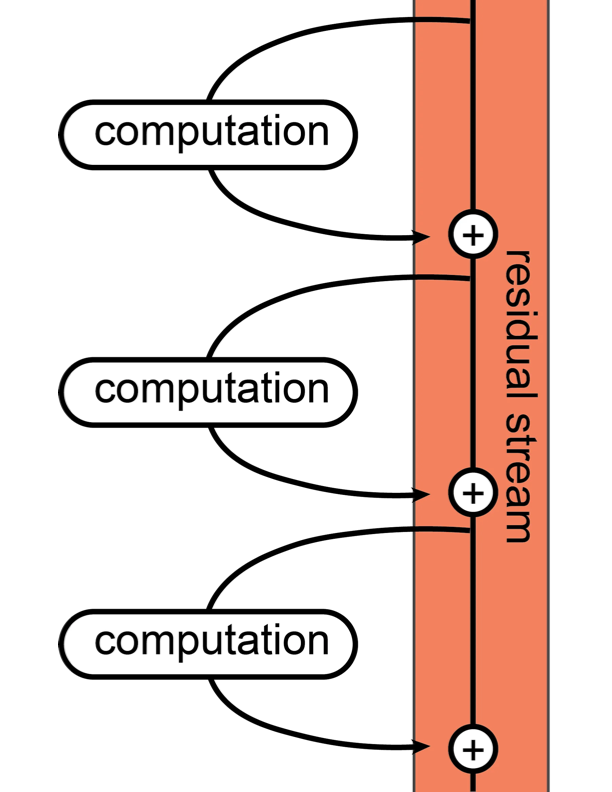 computation
+
residual stream
computation
+
computation
+